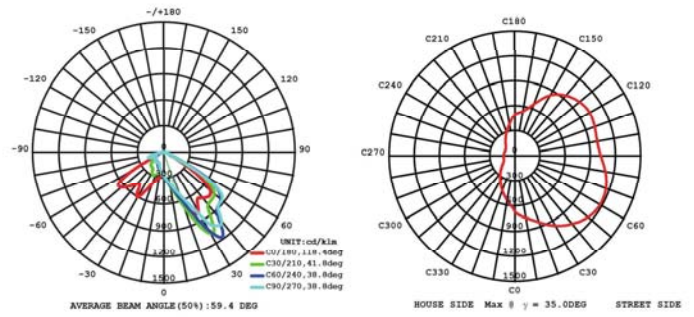 -/+180
-150
150
-120
120
-90
90
-60
60
-30
30
0
0
300
600
900
1200
1500
UNIT:cd/klm
C0/180,118.4deg
C30/210,41.8deg
C60/240,38.8deg
C90/270,38.8deg
AVERAGE BEAM ANGLE(50%):59.4 DEG
C180
C210
C150
C240
C120
C270
C300
C60
C330
C30
C0
0
300
600
900
1200
1500
HOUSE SIDE Max @ γ = 35.0DEG STREET SIDE